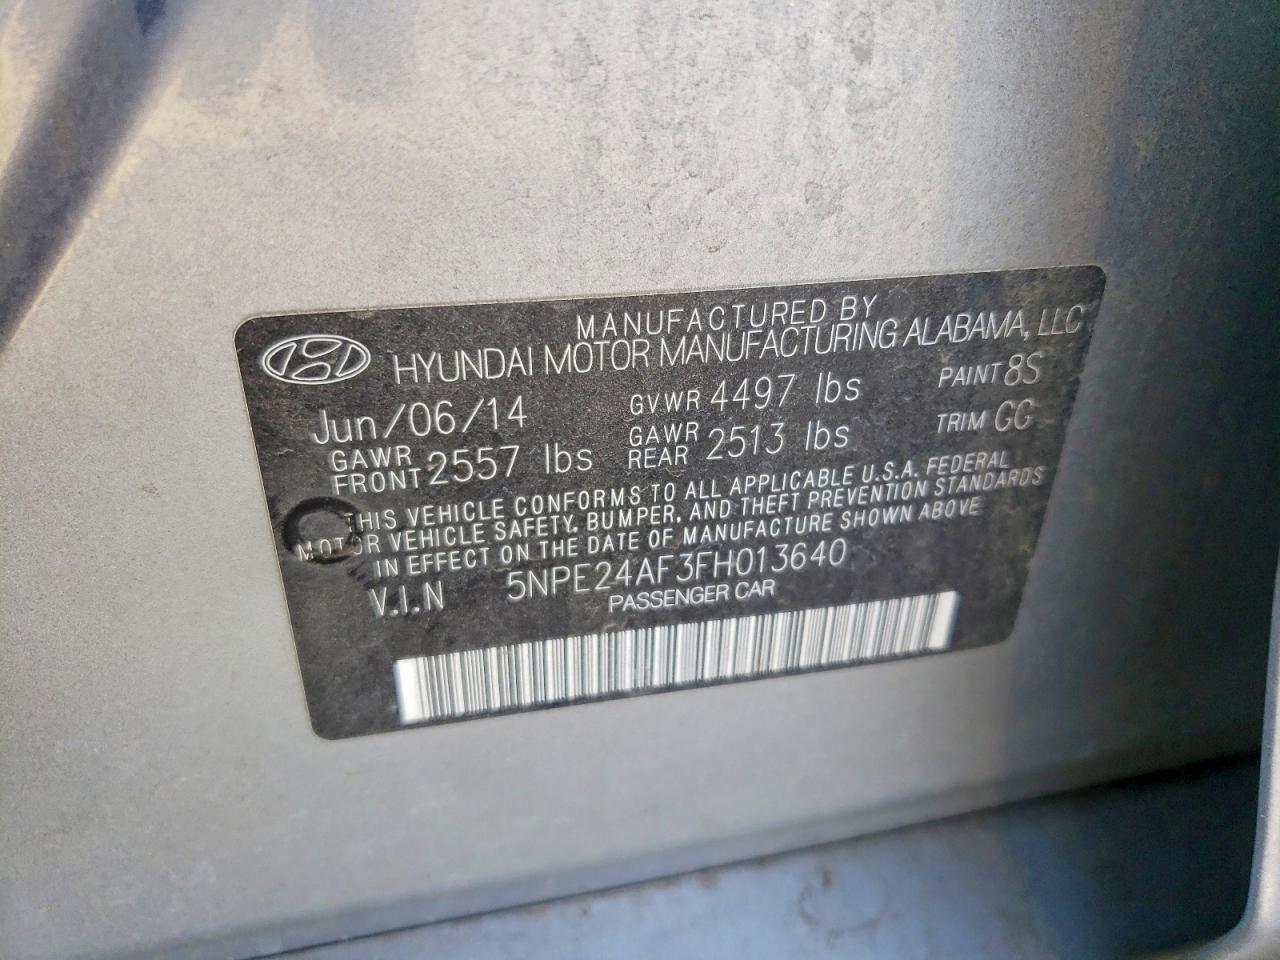 MANUFACTURED BY
HYUNDAI MOTOR MANUFACTURING ALABAMA, LLC
Jun/06/14 GVWR 4497 lbs PAINT 8S
GAWR FRONT 2557 lbs GAWR REAR 2513 lbs TRIM GG
THIS VEHICLE CONFORMS TO ALL APPLICABLE U.S.A. FEDERAL
MOTOR VEHICLE SAFETY, BUMPER, AND THEFT PREVENTION STANDARDS
IN EFFECT ON THE DATE OF MANUFACTURE SHOWN ABOVE
V.I.N 5NPE24AF3FH013640
PASSENGER CAR